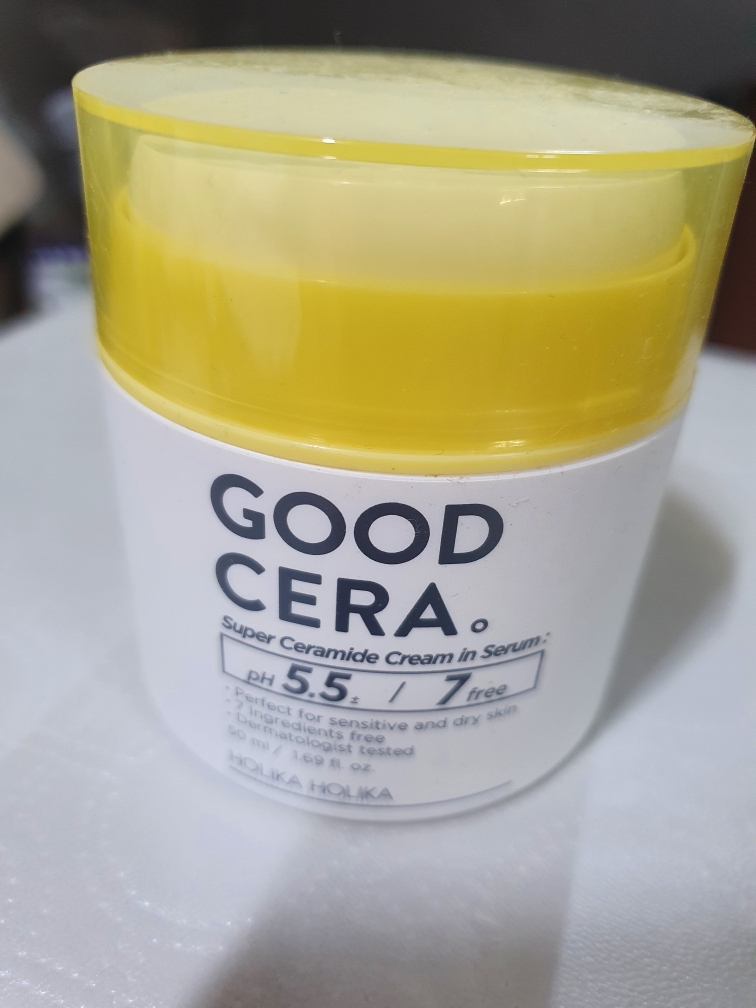 GOOD
CERA.
Super Ceramide Cream in Serum :
pH 5.5± / 7 free
- Perfect for sensitive and dry skin
- 7 ingredients free
- Dermatologist tested
50 ml / 1.69 fl. oz.
HOLIKA HOLIKA